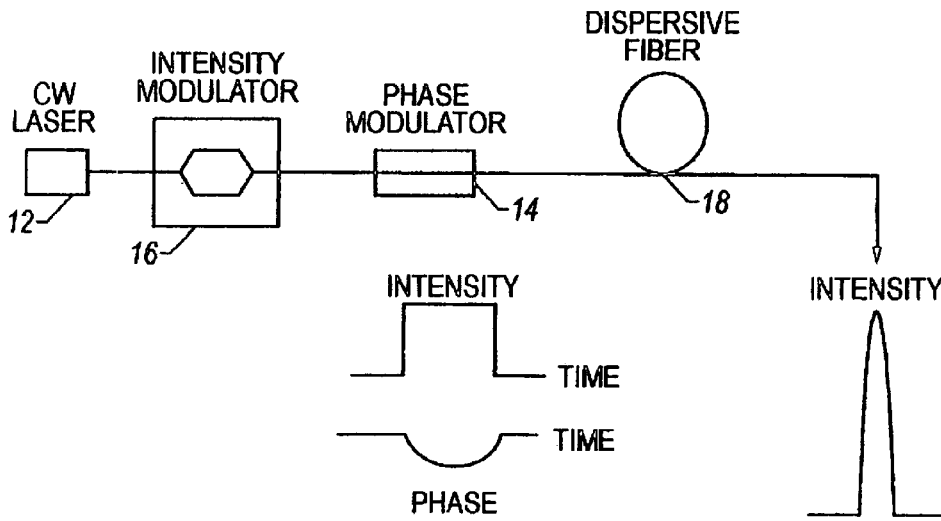 CW
LASER
12
INTENSITY
MODULATOR
16
PHASE
MODULATOR
14
DISPERSIVE
FIBER
18
INTENSITY
TIME
TIME
PHASE
INTENSITY